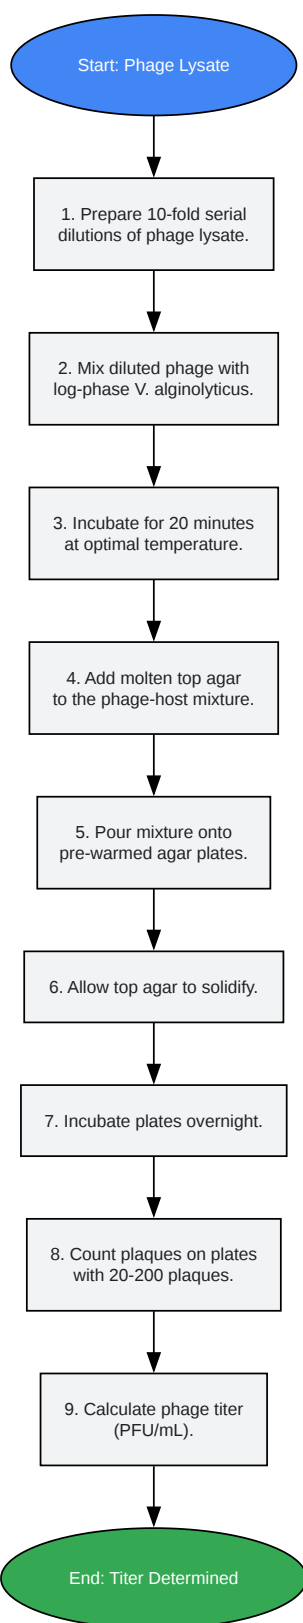 Start: Phage Lysate
1. Prepare 10-fold serial
dilutions of phage lysate.
2. Mix diluted phage with
log-phase V. alginolyticus.
3. Incubate for 20 minutes
at optimal temperature.
4. Add molten top agar
to the phage-host mixture.
5. Pour mixture onto
pre-warmed agar plates.
6. Allow top agar to solidify.
7. Incubate plates overnight.
8. Count plaques on plates
with 20-200 plaques.
9. Calculate phage titer
(PFU/mL).
End: Titer Determined